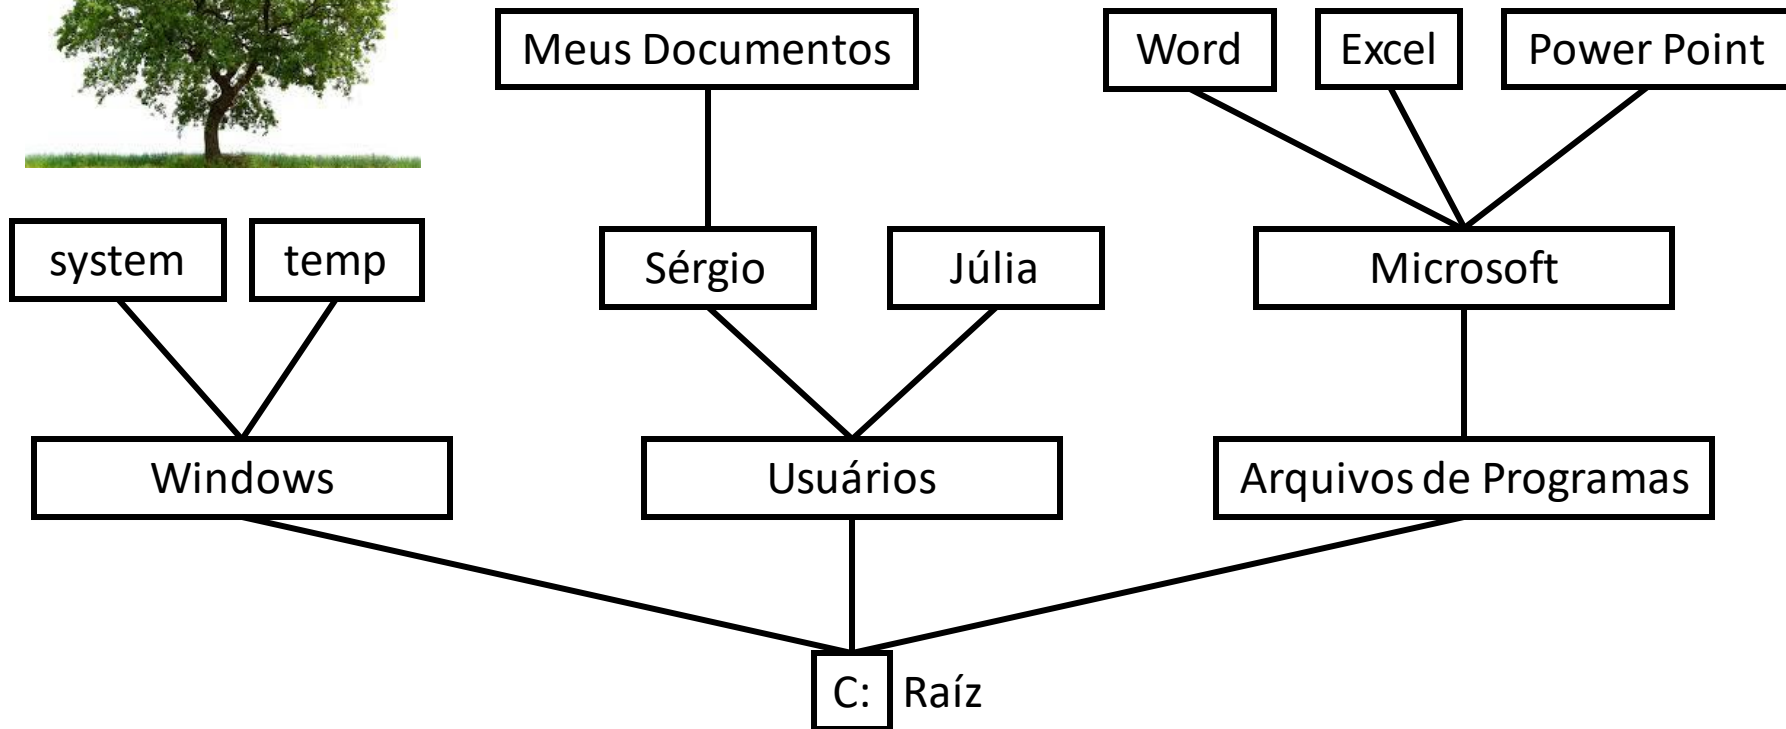 Meus Documentos
Word
Excel
Power Point
system
temp
Sérgio
Júlia
Microsoft
Windows
Usuários
Arquivos de Programas
C:
Raíz